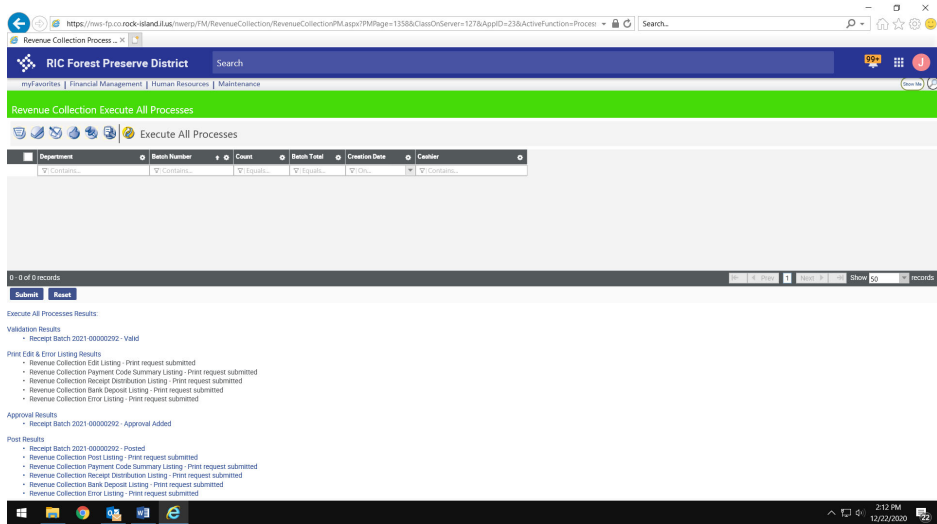 https://nws-fp.co.rock-island.il.us/nwerp/FM/RevenueCollection/RevenueCollectionPM.aspx?PMPage=1358&ClassOnServer=127&AppID=23&ActiveFunction=Process Search...
Revenue Collection Process ...
RIC Forest Preserve District Search 99+ J
myFavorites | Financial Management | Human Resources | Maintenance Show Me
Revenue Collection Execute All Processes
Execute All Processes
Department Batch Number Count Batch Total Creation Date Cashier
Contains... Contains... Equals... Equals... On... Contains...
0 - 0 of 0 records Prev 1 Next Show 50 records
Submit Reset
Execute All Processes Results:
Validation Results
• Receipt Batch 2021-00000292 - Valid
Print Edit & Error Listing Results
• Revenue Collection Edit Listing - Print request submitted
• Revenue Collection Payment Code Summary Listing - Print request submitted
• Revenue Collection Receipt Distribution Listing - Print request submitted
• Revenue Collection Bank Deposit Listing - Print request submitted
• Revenue Collection Error Listing - Print request submitted
Approval Results
• Receipt Batch 2021-00000292 - Approval Added
Post Results
• Receipt Batch 2021-00000292 - Posted
• Revenue Collection Post Listing - Print request submitted
• Revenue Collection Payment Code Summary Listing - Print request submitted
• Revenue Collection Receipt Distribution Listing - Print request submitted
• Revenue Collection Bank Deposit Listing - Print request submitted
• Revenue Collection Error Listing - Print request submitted
2:12 PM
12/22/2020
22